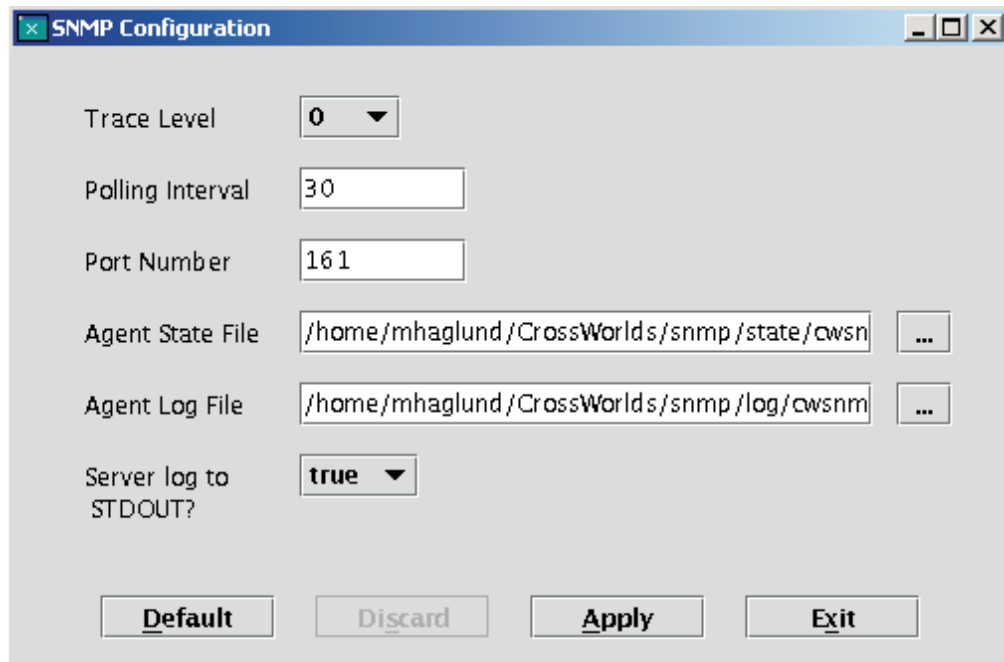 SNMP Configuration
Trace Level 0
Polling Interval 30
Port Number 161
Agent State File /home/mhaglund/CrossWorlds/snmp/state/cwsn ...
Agent Log File /home/mhaglund/CrossWorlds/snmp/log/cwsnm ...
Server log to true
STDOUT?
Default Discard Apply Exit